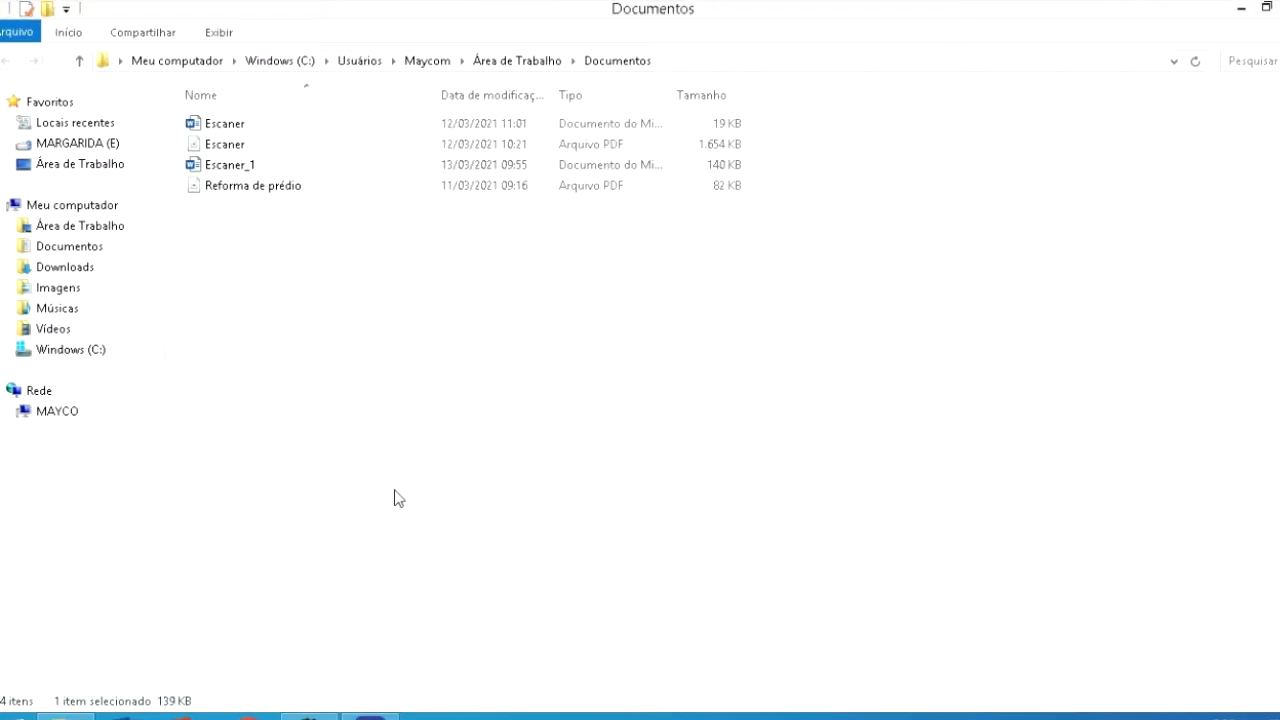 Documentos
Arquivo Início Compartilhar Exibir
Meu computador Windows (C:) Usuários Maycom Área de Trabalho Documentos Pesquisar
Nome Data de modificaç... Tipo Tamanho
Escaner 12/03/2021 11:01 Documento do Mi... 19 KB
Escaner 12/03/2021 10:21 Arquivo PDF 1.654 KB
Escaner_1 13/03/2021 09:55 Documento do Mi... 140 KB
Reforma de prédio 11/03/2021 09:16 Arquivo PDF 82 KB
Favoritos
Locais recentes
MARGARIDA (E)
Área de Trabalho
Meu computador
Área de Trabalho
Documentos
Downloads
Imagens
Músicas
Vídeos
Windows (C:)
Rede
MAYCO
4 itens 1 item selecionado 139 KB